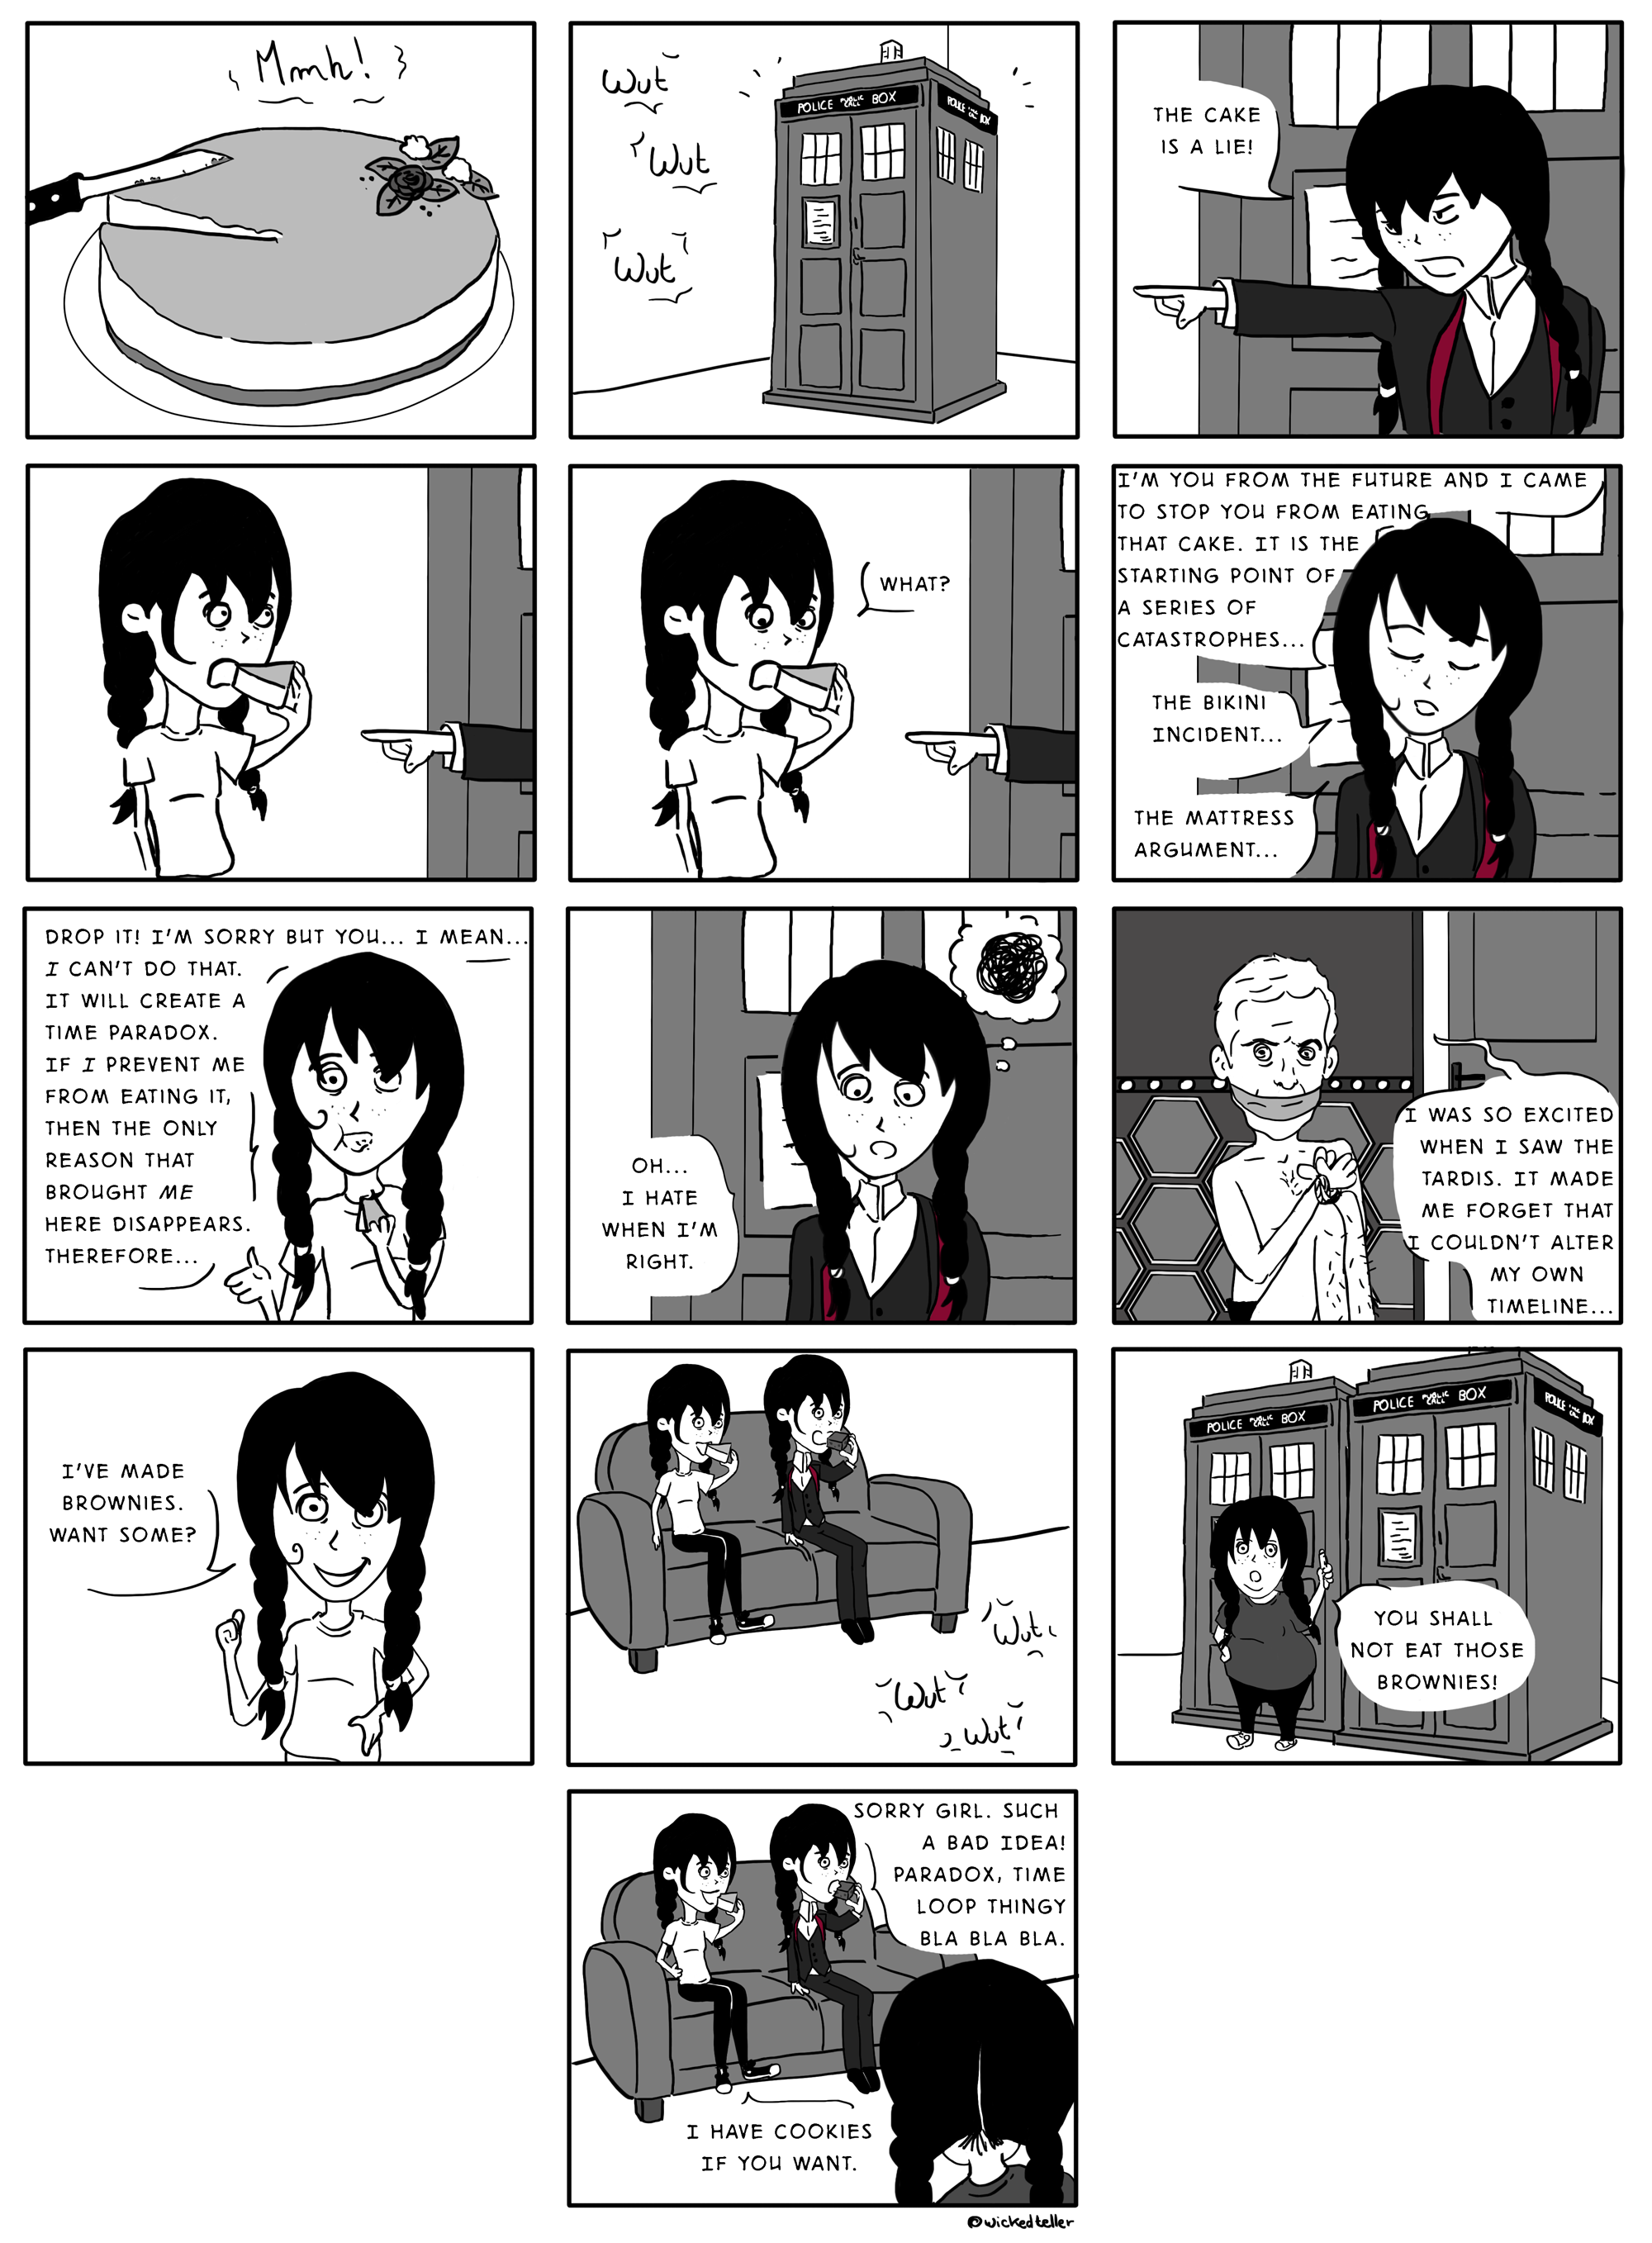 Mmh!
Wut
Wut
Wut
POLICE PUBLIC CALL BOX
POLICE BOX
THE CAKE
IS A LIE!
WHAT?
I'M YOU FROM THE FUTURE AND I CAME
TO STOP YOU FROM EATING
THAT CAKE. IT IS THE
STARTING POINT OF
A SERIES OF
CATASTROPHES...
THE BIKINI
INCIDENT...
THE MATTRESS
ARGUMENT...
DROP IT! I'M SORRY BUT YOU... I MEAN...
I CAN'T DO THAT.
IT WILL CREATE A
TIME PARADOX.
IF I PREVENT ME
FROM EATING IT,
THEN THE ONLY
REASON THAT
BROUGHT ME
HERE DISAPPEARS.
THEREFORE...
OH...
I HATE
WHEN I'M
RIGHT.
I WAS SO EXCITED
WHEN I SAW THE
TARDIS. IT MADE
ME FORGET THAT
I COULDN'T ALTER
MY OWN
TIMELINE...
I'VE MADE
BROWNIES.
WANT SOME?
Wut
Wut
Wut
POLICE PUBLIC CALL BOX
POLICE PUBLIC CALL BOX
POLICE BOX
YOU SHALL
NOT EAT THOSE
BROWNIES!
SORRY GIRL. SUCH
A BAD IDEA!
PARADOX, TIME
LOOP THINGY
BLA BLA BLA.
I HAVE COOKIES
IF YOU WANT.
@wickedteller